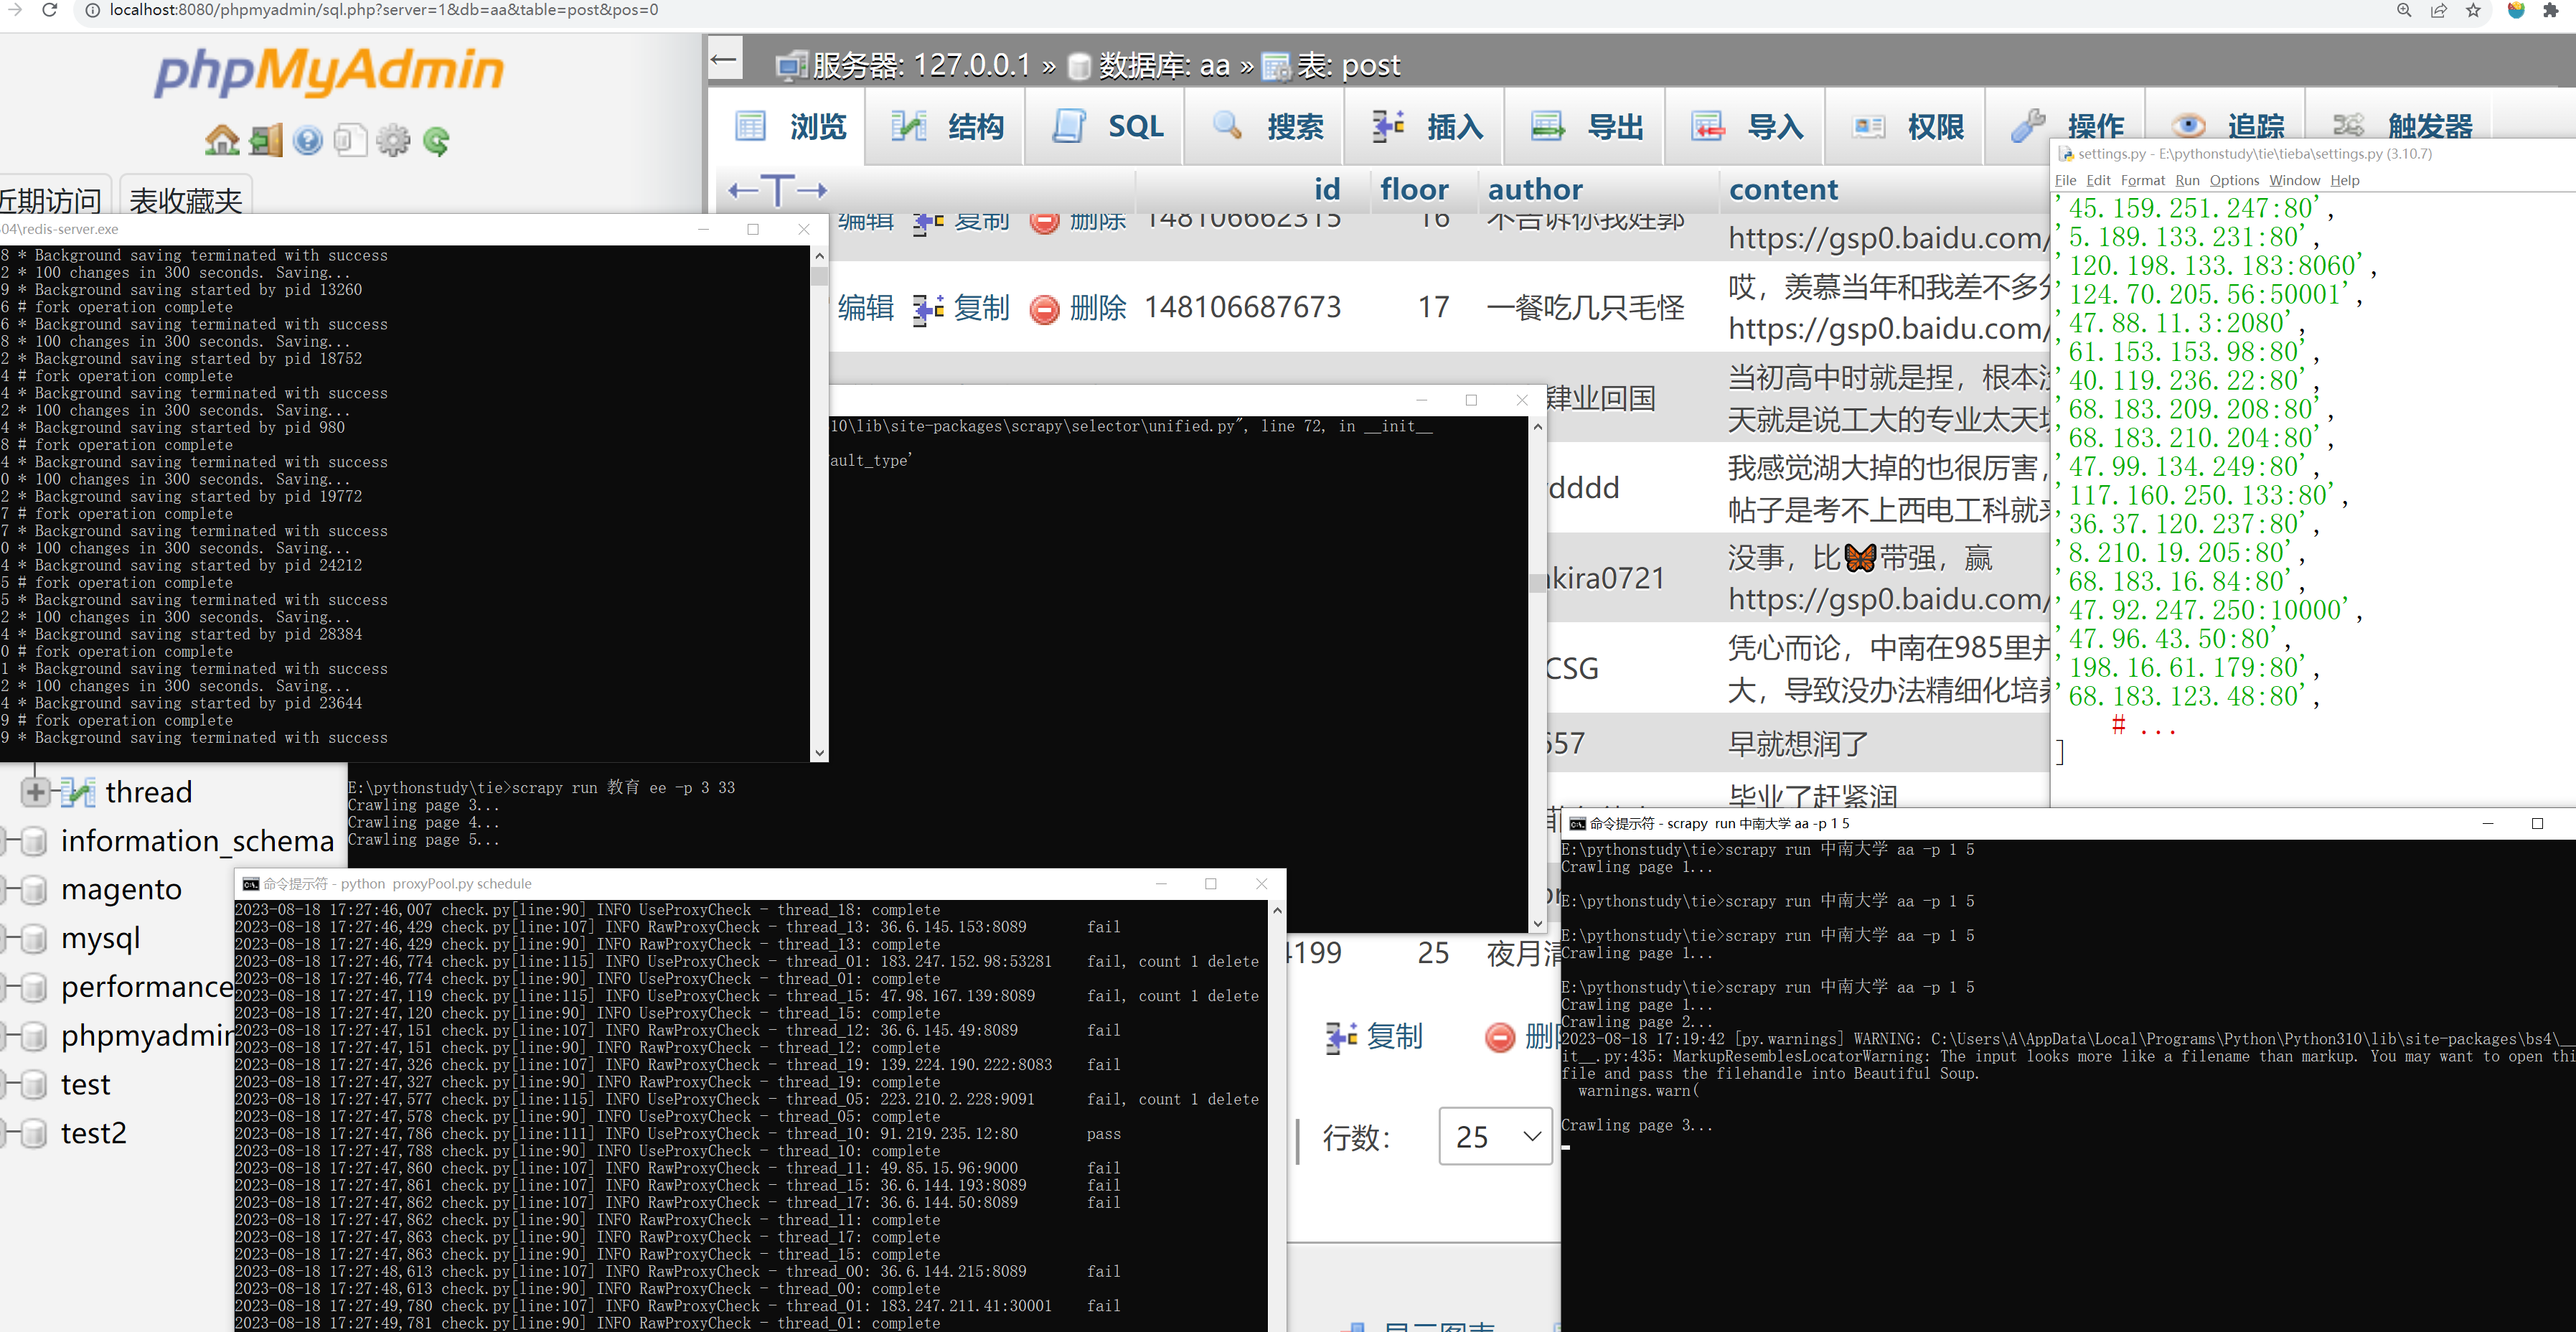 localhost:8080/phpmyadmin/sql.php?server=1&db=aa&table=post&pos=0
phpMyAdmin
近期访问 表收藏夹
服务器: 127.0.0.1 » 数据库: aa » 表: post
浏览 结构 SQL 搜索 插入 导出 导入 权限 操作 追踪 触发器
←T→ id floor author content
编辑 复制 删除 148106662315 16 不告诉你我姓郭
https://gsp0.baidu.com/
编辑 复制 删除 148106687673 17 一餐吃几只毛怪
哎，羡慕当年和我差不多
https://gsp0.baidu.com/
肄业回国
当初高中时就是捏，根本
天就是说工大的专业太天
dddd
我感觉湖大掉的也很厉害，
帖子是考不上西电工科就
kira0721
没事，比🦋带强，赢
https://gsp0.baidu.com/
CSG
凭心而论，中南在985里
大，导致没办法精细化培
557
早就想润了
毕业了赶紧润
4199 25 夜月
复制
行数： 25
thread
information_schema
magento
mysql
performance
phpmyadmin
test
test2
04\redis-server.exe
8 * Background saving terminated with success
2 * 100 changes in 300 seconds. Saving...
9 * Background saving started by pid 13260
6 # fork operation complete
6 * Background saving terminated with success
8 * 100 changes in 300 seconds. Saving...
2 * Background saving started by pid 18752
4 # fork operation complete
4 * Background saving terminated with success
2 * 100 changes in 300 seconds. Saving...
4 * Background saving started by pid 980
8 # fork operation complete
4 * Background saving terminated with success
0 * 100 changes in 300 seconds. Saving...
2 * Background saving started by pid 19772
7 # fork operation complete
7 * Background saving terminated with success
0 * 100 changes in 300 seconds. Saving...
4 * Background saving started by pid 24212
5 # fork operation complete
5 * Background saving terminated with success
2 * 100 changes in 300 seconds. Saving...
4 * Background saving started by pid 28384
0 # fork operation complete
1 * Background saving terminated with success
2 * 100 changes in 300 seconds. Saving...
4 * Background saving started by pid 23644
9 # fork operation complete
9 * Background saving terminated with success
10\lib\site-packages\scrapy\selector\unified.py", line 72, in __init__
ault_type'
E:\pythonstudy\tie>scrapy run 教育 ee -p 3 33
Crawling page 3...
Crawling page 4...
Crawling page 5...
命令提示符 - python proxyPool.py schedule
2023-08-18 17:27:46,007 check.py[line:90] INFO UseProxyCheck - thread_18: complete
2023-08-18 17:27:46,429 check.py[line:107] INFO RawProxyCheck - thread_13: 36.6.145.153:8089 fail
2023-08-18 17:27:46,429 check.py[line:90] INFO RawProxyCheck - thread_13: complete
2023-08-18 17:27:46,774 check.py[line:115] INFO UseProxyCheck - thread_01: 183.247.152.98:53281 fail, count 1 delete
2023-08-18 17:27:46,774 check.py[line:90] INFO UseProxyCheck - thread_01: complete
2023-08-18 17:27:47,119 check.py[line:115] INFO UseProxyCheck - thread_15: 47.98.167.139:8089 fail, count 1 delete
2023-08-18 17:27:47,120 check.py[line:90] INFO UseProxyCheck - thread_15: complete
2023-08-18 17:27:47,151 check.py[line:107] INFO RawProxyCheck - thread_12: 36.6.145.49:8089 fail
2023-08-18 17:27:47,151 check.py[line:90] INFO RawProxyCheck - thread_12: complete
2023-08-18 17:27:47,326 check.py[line:107] INFO RawProxyCheck - thread_19: 139.224.190.222:8083 fail
2023-08-18 17:27:47,327 check.py[line:90] INFO RawProxyCheck - thread_19: complete
2023-08-18 17:27:47,577 check.py[line:115] INFO UseProxyCheck - thread_05: 223.210.2.228:9091 fail, count 1 delete
2023-08-18 17:27:47,578 check.py[line:90] INFO UseProxyCheck - thread_05: complete
2023-08-18 17:27:47,786 check.py[line:111] INFO UseProxyCheck - thread_10: 91.219.235.12:80 pass
2023-08-18 17:27:47,788 check.py[line:90] INFO UseProxyCheck - thread_10: complete
2023-08-18 17:27:47,860 check.py[line:107] INFO RawProxyCheck - thread_11: 49.85.15.96:9000 fail
2023-08-18 17:27:47,861 check.py[line:107] INFO RawProxyCheck - thread_15: 36.6.144.193:8089 fail
2023-08-18 17:27:47,862 check.py[line:107] INFO RawProxyCheck - thread_17: 36.6.144.50:8089 fail
2023-08-18 17:27:47,862 check.py[line:90] INFO RawProxyCheck - thread_11: complete
2023-08-18 17:27:47,863 check.py[line:90] INFO RawProxyCheck - thread_17: complete
2023-08-18 17:27:47,863 check.py[line:90] INFO RawProxyCheck - thread_15: complete
2023-08-18 17:27:48,613 check.py[line:107] INFO RawProxyCheck - thread_00: 36.6.144.215:8089 fail
2023-08-18 17:27:48,613 check.py[line:90] INFO RawProxyCheck - thread_00: complete
2023-08-18 17:27:49,780 check.py[line:107] INFO RawProxyCheck - thread_01: 183.247.211.41:30001 fail
2023-08-18 17:27:49,781 check.py[line:90] INFO RawProxyCheck - thread_01: complete
settings.py - E:\pythonstudy\tie\tieba\settings.py (3.10.7)
File Edit Format Run Options Window Help
'45.159.251.247:80',
'5.189.133.231:80',
'120.198.133.183:8060',
'124.70.205.56:50001',
'47.88.11.3:2080',
'61.153.153.98:80',
'40.119.236.22:80',
'68.183.209.208:80',
'68.183.210.204:80',
'47.99.134.249:80',
'117.160.250.133:80',
'36.37.120.237:80',
'8.210.19.205:80',
'68.183.16.84:80',
'47.92.247.250:10000',
'47.96.43.50:80',
'198.16.61.179:80',
'68.183.123.48:80',
# ...
]
命令提示符 - scrapy run 中南大学 aa -p 1 5
E:\pythonstudy\tie>scrapy run 中南大学 aa -p 1 5
Crawling page 1...
E:\pythonstudy\tie>scrapy run 中南大学 aa -p 1 5
E:\pythonstudy\tie>scrapy run 中南大学 aa -p 1 5
Crawling page 1...
E:\pythonstudy\tie>scrapy run 中南大学 aa -p 1 5
Crawling page 1...
Crawling page 2...
2023-08-18 17:19:42 [py.warnings] WARNING: C:\Users\A\AppData\Local\Programs\Python\Python310\lib\site-packages\bs4\__
it__.py:435: MarkupResemblesLocatorWarning: The input looks more like a filename than markup. You may want to open thi
file and pass the filehandle into Beautiful Soup.
warnings.warn(
Crawling page 3...